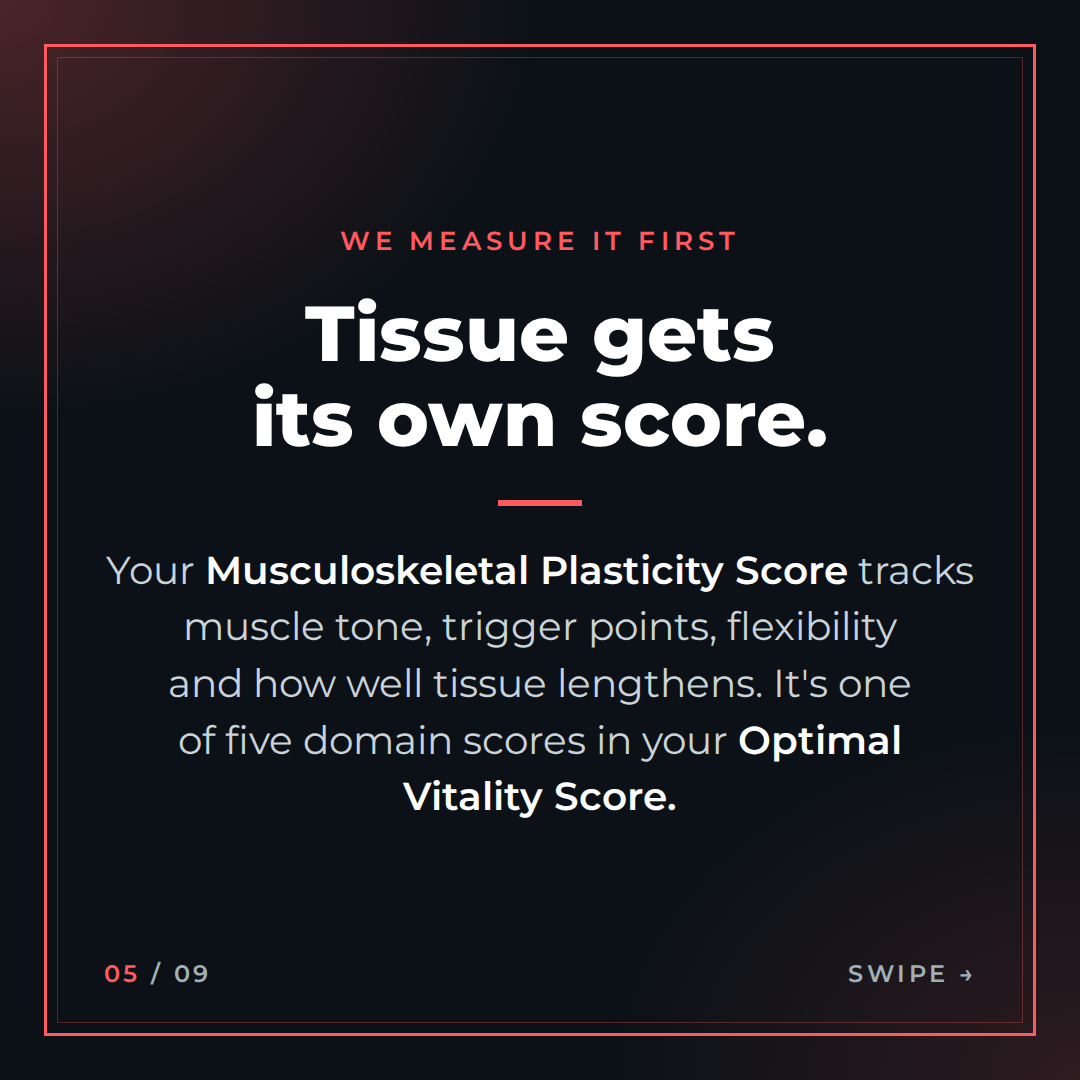 WE MEASURE IT FIRST
Tissue gets
its own score.
Your Musculoskeletal Plasticity Score tracks
muscle tone, trigger points, flexibility
and how well tissue lengthens. It's one
of five domain scores in your Optimal
Vitality Score.
05 / 09
SWIPE →